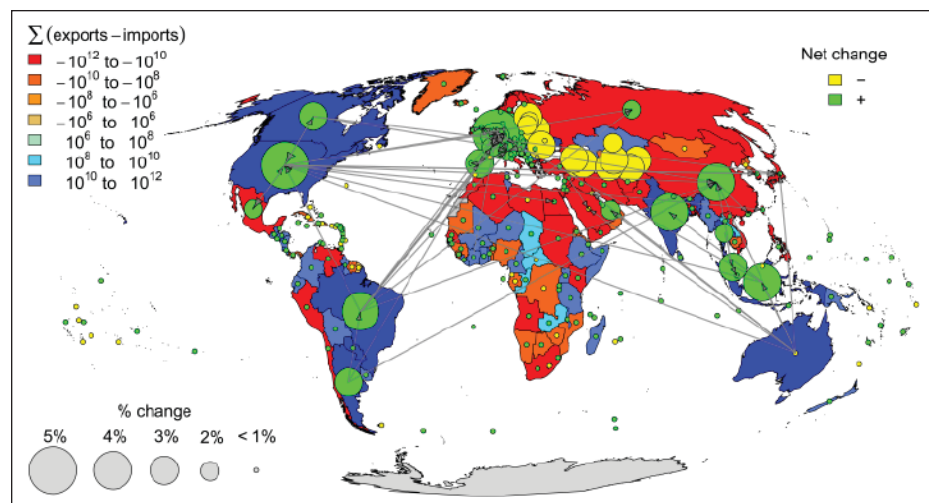 ∑(exports–imports)
–10¹² to –10¹⁰
–10¹⁰ to –10⁸
–10⁸ to –10⁶
–10⁶ to 10⁶
10⁶ to 10⁸
10⁸ to 10¹⁰
10¹⁰ to 10¹²
Net change
–
+
% change
5% 4% 3% 2% < 1%